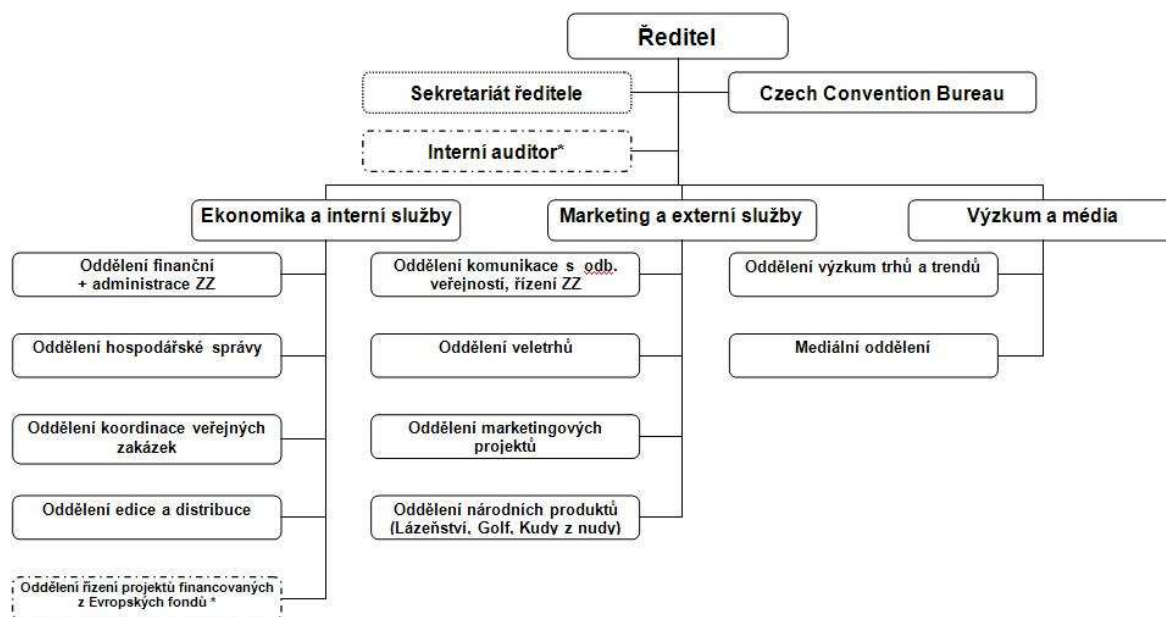 Ředitel
Sekretariát ředitele
Czech Convention Bureau
Interní auditor*
Ekonomika a interní služby
Marketing a externí služby
Výzkum a média
Oddělení finanční
+ administrace ZZ
Oddělení komunikace s odb.
veřejností, řízení ZZ
Oddělení výzkum trhů a trendů
Oddělení hospodářské správy
Oddělení veletrhů
Mediální oddělení
Oddělení koordinace veřejných
zakázek
Oddělení marketingových
projektů
Oddělení edice a distribuce
Oddělení národních produktů
(Lázeňství, Golf, Kudy z nudy)
Oddělení řízení projektů financovaných
z Evropských fondů *